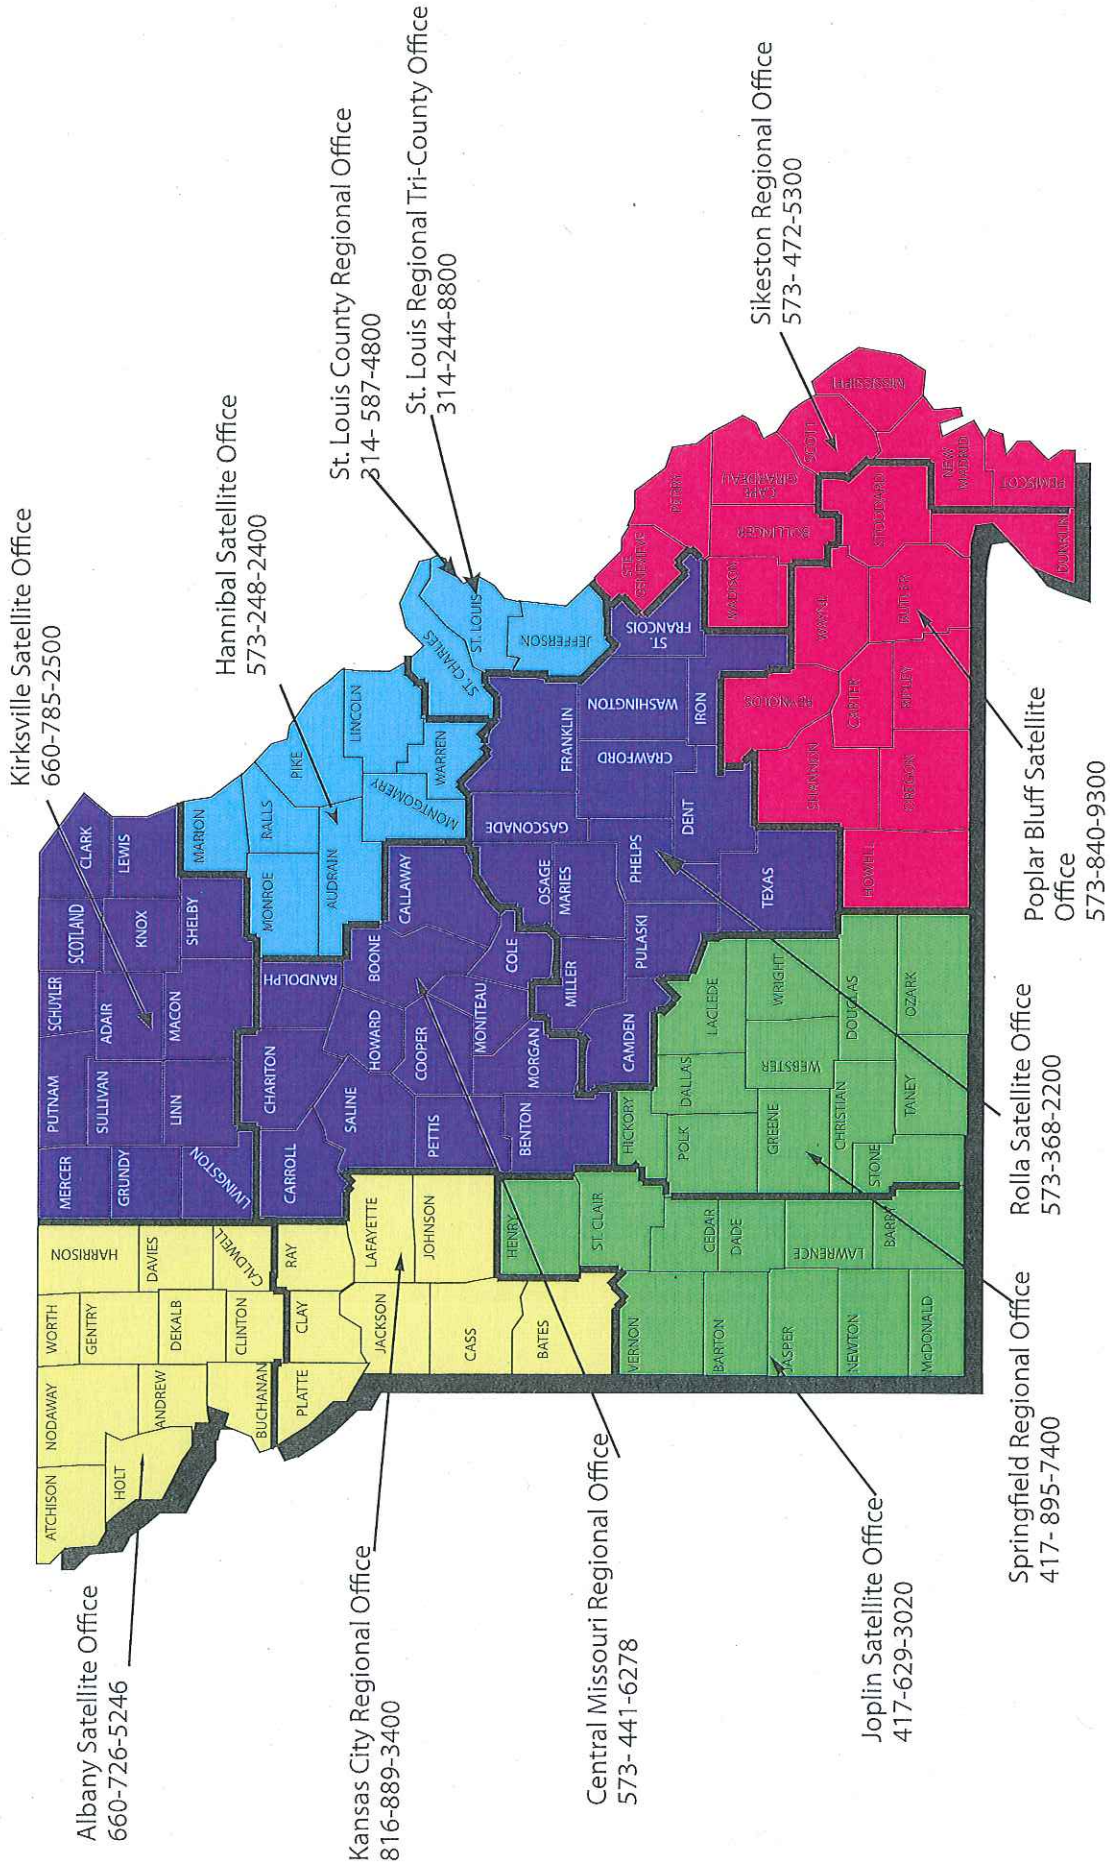 Albany Satellite Office
660-726-5246
Kansas City Regional Office
816-889-3400
Central Missouri Regional Office
573- 441-6278
Joplin Satellite Office
417-629-3020
Springfield Regional Office
417- 895-7400
Rolla Satellite Office
573-368-2200
Poplar Bluff Satellite
Office
573-840-9300
Kirksville Satellite Office
660-785-2500
Hannibal Satellite Office
573-248-2400
St. Louis County Regional Office
314- 587-4800
St. Louis Regional Tri-County Office
314-244-8800
Sikeston Regional Office
573- 472-5300
ATCHISON
NODAWAY
WORTH
HARRISON
MERCER
PUTNAM
SCHUYLER
SCOTLAND
CLARK
HOLT
ANDREW
GENTRY
DEKALB
DAVIES
GRUNDY
SULLIVAN
ADAIR
KNOX
LEWIS
BUCHANAN
CLINTON
CALDWELL
LIVINGSTON
LINN
MACON
SHELBY
MARION
PLATTE
CLAY
RAY
CARROLL
CHARITON
RANDOLPH
MONROE
RALLS
PIKE
JACKSON
LAFAYETTE
SALINE
HOWARD
BOONE
AUDRAIN
LINCOLN
CASS
JOHNSON
PETTIS
COOPER
MONITEAU
COLE
CALLAWAY
MONTGOMERY
WARREN
ST. CHARLES
ST. LOUIS
BATES
HENRY
BENTON
MORGAN
MILLER
OSAGE
MARIES
GASCONADE
FRANKLIN
JEFFERSON
VERNON
ST. CLAIR
HICKORY
CAMDEN
PULASKI
PHELPS
CRAWFORD
WASHINGTON
ST.
FRANCOIS
STE
GENEVIEVE
PERRY
BARTON
CEDAR
DADE
POLK
DALLAS
LACLEDE
TEXAS
DENT
IRON
REYNOLDS
MADISON
BOLLINGER
CAPE
GIRARDEAU
SCOTT
MISSISSIPPI
JASPER
LAWRENCE
GREENE
WEBSTER
WRIGHT
SHANNON
CARTER
WAYNE
STODDARD
NEWTON
BARRY
STONE
CHRISTIAN
DOUGLAS
HOWELL
OREGON
RIPLEY
BUTLER
NEW
MADRID
McDONALD
TANEY
OZARK
DUNKLIN
PEMISCOT